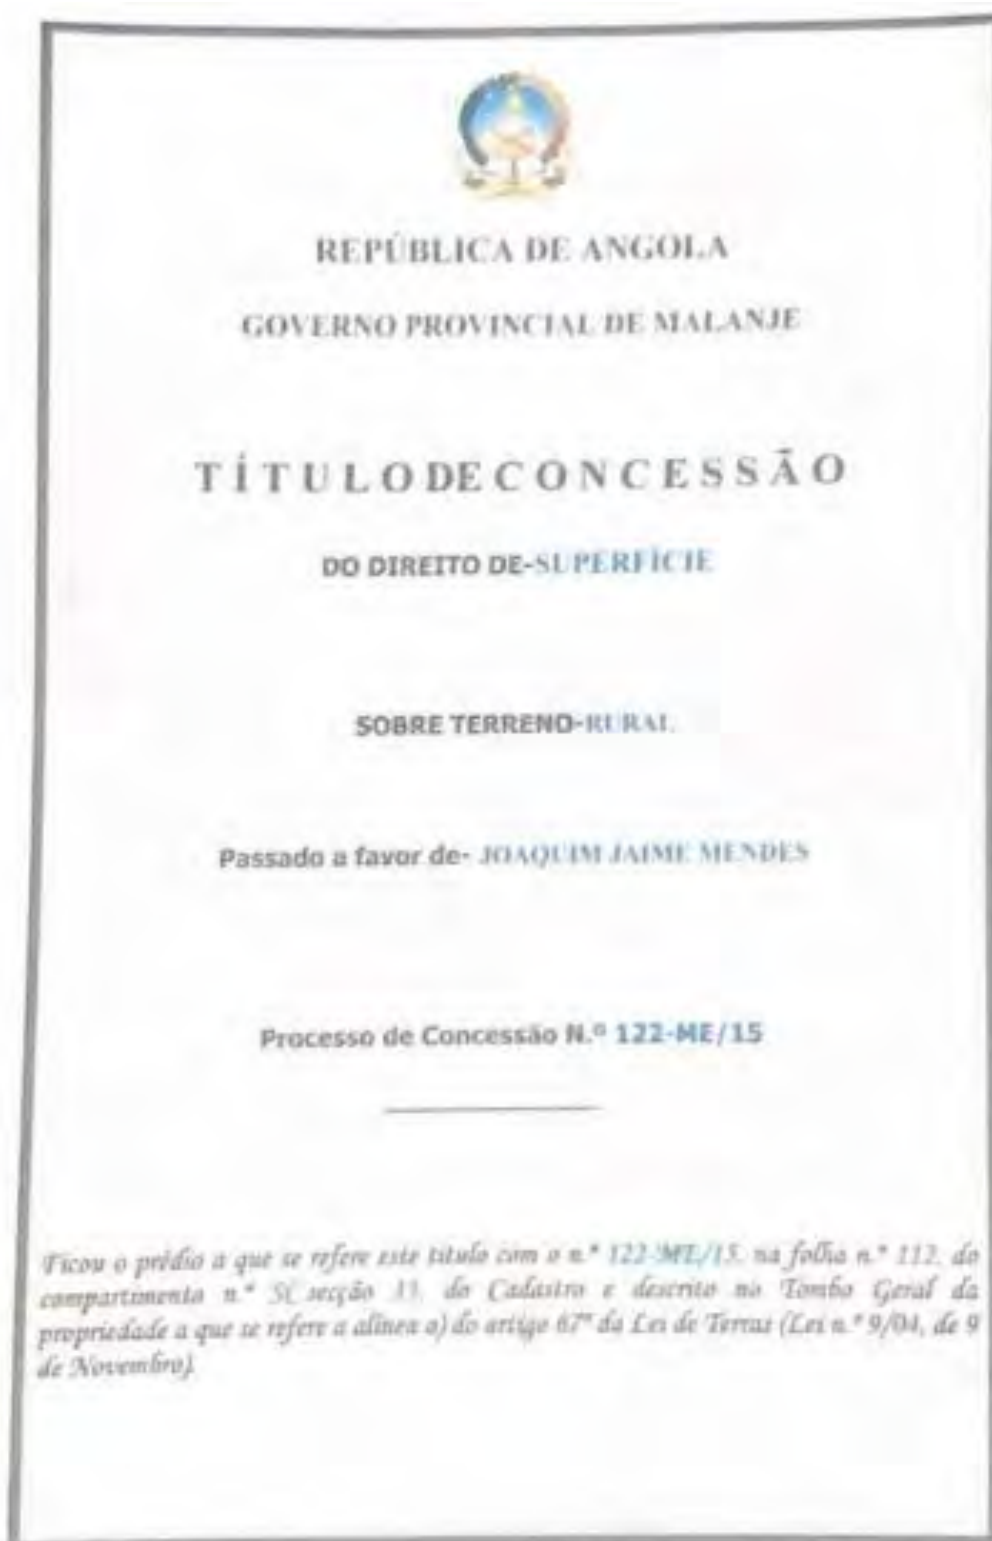 REPÚBLICA DE ANGOLA
GOVERNO PROVINCIAL DE MALANJE
TÍTULO DE CONCESSÃO
DO DIREITO DE-SUPERFÍCIE
SOBRE TERRENO-RURAL
Passado a favor de- JOAQUIM JAIME MENDES
Processo de Concessão N.º 122-ME/15
Ficou o prédio a que se refere este titulo com o n.º 122-ME/15, na folha n.º 112, do
compartimento n.º secção do Cadastro e descrito no Tombo Geral da
propriedade a que se refere a alínea a) do artigo 67º da Lei de Terras (Lei n.º 9/04, de 9
de Novembro)